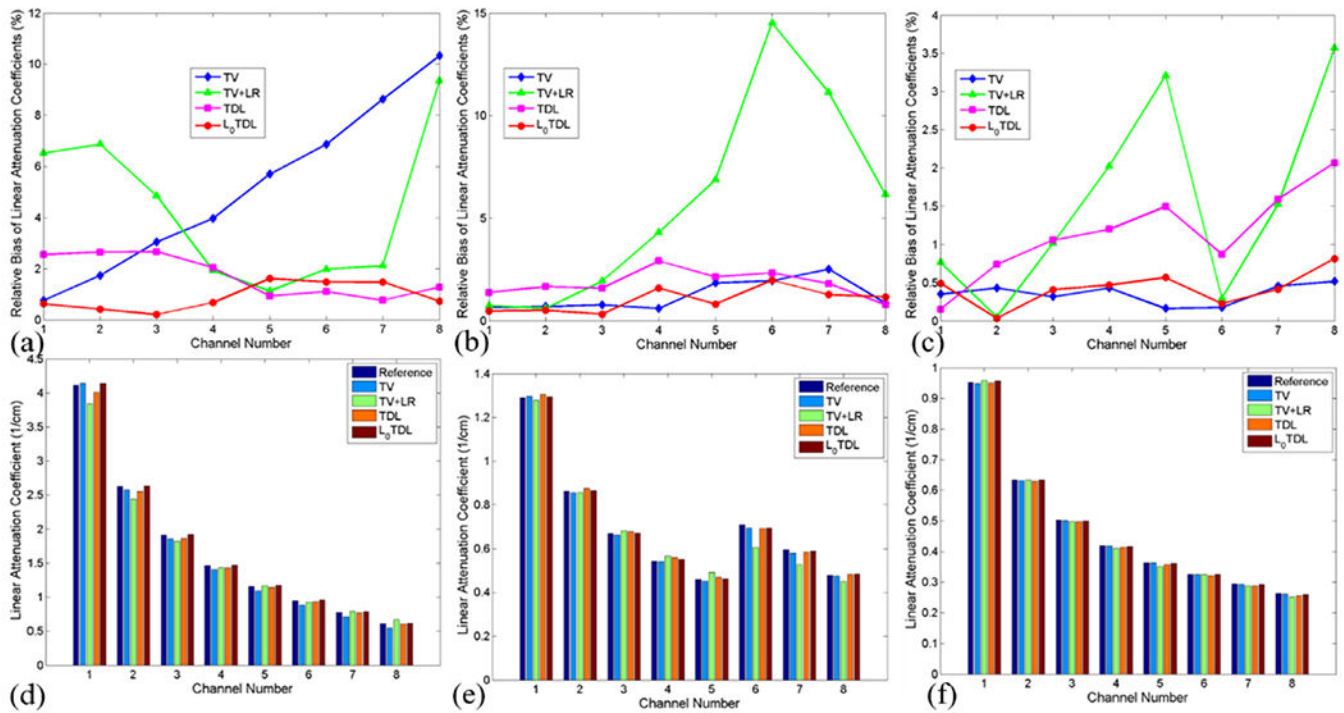 Relative Bias of Linear Attenuation Coefficients (%)
12
10
8
6
4
2
0
TV
TV+LR
TDL
L0TDL
1 2 3 4 5 6 7 8
Channel Number
(a)
Relative Bias of Linear Attenuation Coefficients (%)
15
10
5
0
TV
TV+LR
TDL
L0TDL
1 2 3 4 5 6 7 8
Channel Number
(b)
Relative Bias of Linear Attenuation Coefficients (%)
4
3.5
3
2.5
2
1.5
1
0.5
0
TV
TV+LR
TDL
L0TDL
1 2 3 4 5 6 7 8
Channel Number
(c)
Linear Attenuation Coefficient (1/cm)
4.5
4
3.5
3
2.5
2
1.5
1
0.5
0
Reference
TV
TV+LR
TDL
L0TDL
1 2 3 4 5 6 7 8
Channel Number
(d)
Linear Attenuation Coefficient (1/cm)
1.4
1.2
1
0.8
0.6
0.4
0.2
0
Reference
TV
TV+LR
TDL
L0TDL
1 2 3 4 5 6 7 8
Channel Number
(e)
Linear Attenuation Coefficient (1/cm)
1
0.9
0.8
0.7
0.6
0.5
0.4
0.3
0.2
0.1
0
Reference
TV
TV+LR
TDL
L0TDL
1 2 3 4 5 6 7 8
Channel Number
(f)